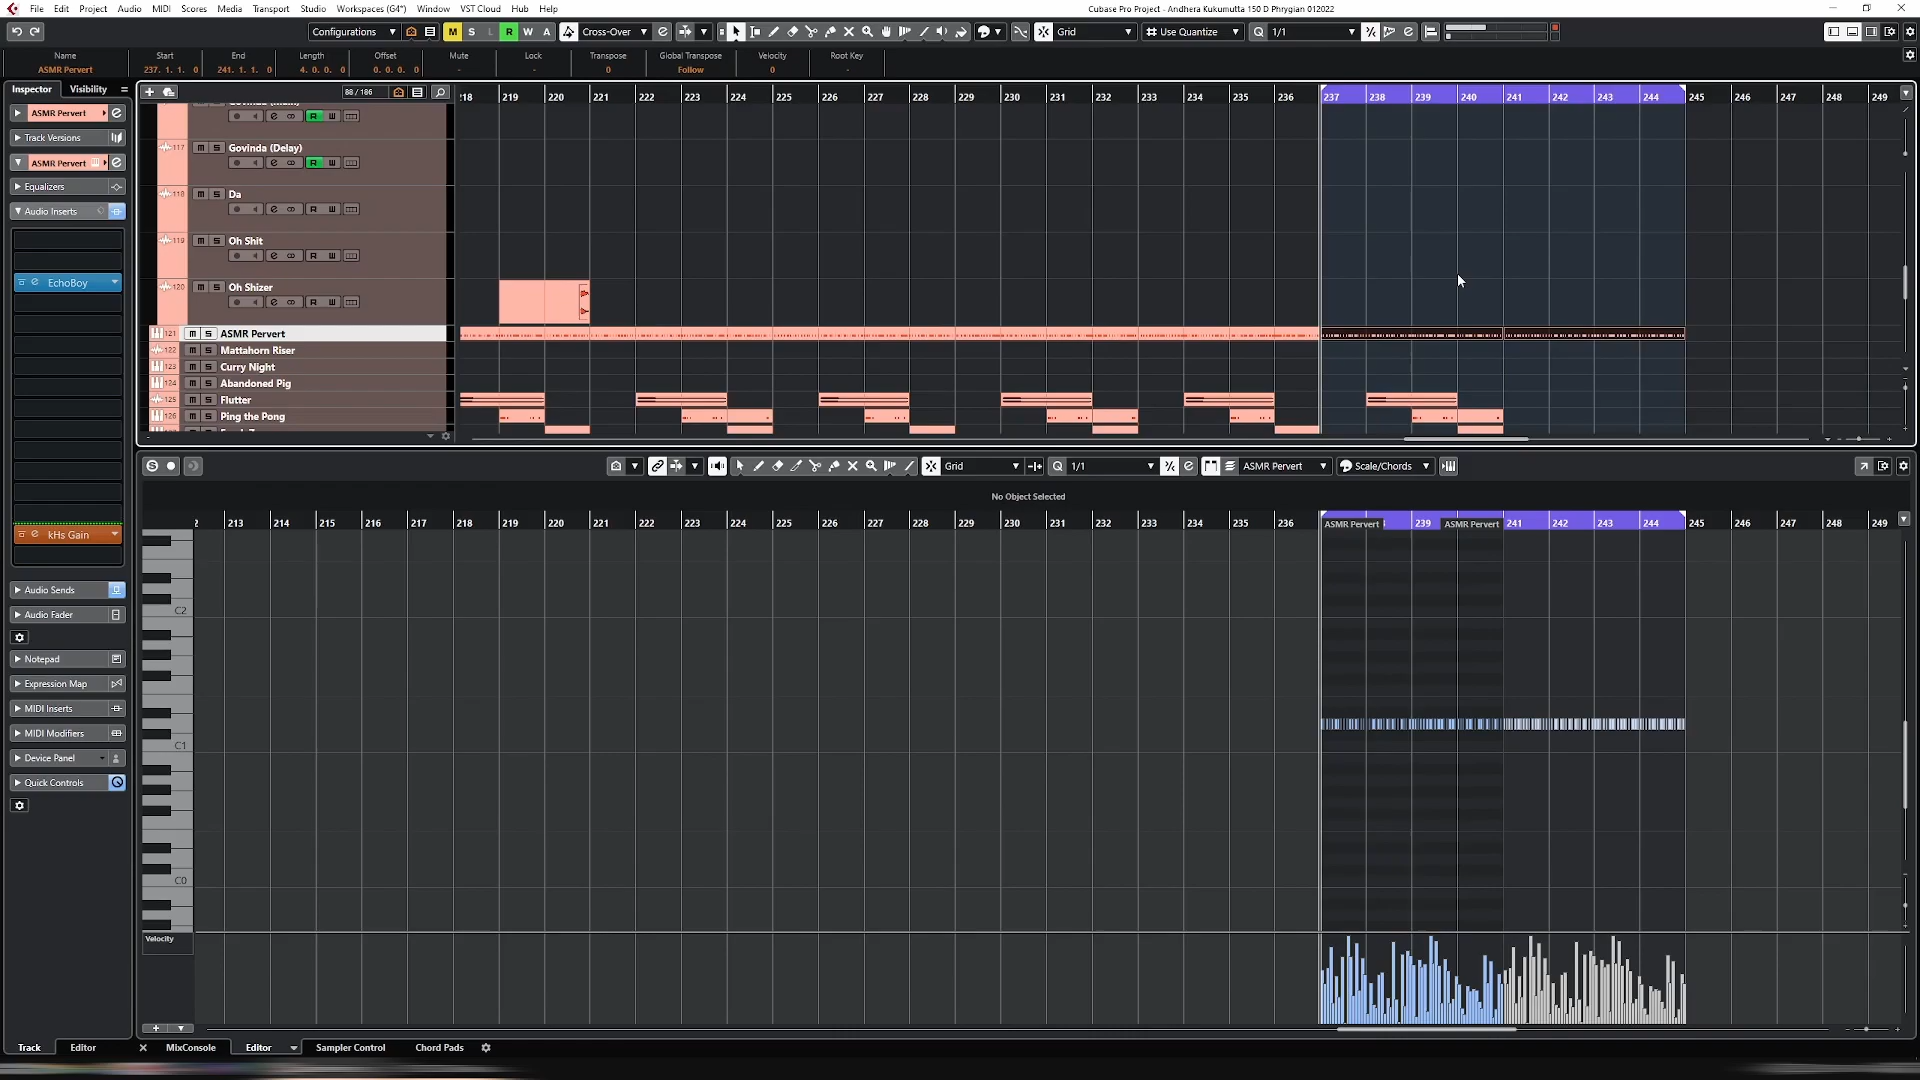 File Edit Project Audio MIDI Scores Media Transport Studio Workspaces (G4*) Window VST Cloud Hub Help
Cubase Pro Project - Andhera Kukumutta 150 D Phrygian 012022
Configurations M S L R W A Cross-Over Grid Use Quantize Q 1/1
Name Start End Length Offset Mute Lock Transpose Global Transpose Velocity Root Key
ASMR Pervert 237. 1. 1. 0 241. 1. 1. 0 4. 0. 0. 0 0. 0. 0. 0 - - 0 Follow 0 -
Inspector Visibility
88 / 186
218 219 220 221 222 223 224 225 226 227 228 229 230 231 232 233 234 235 236 237 238 239 240 241 242 243 244 245 246 247 248 249
ASMR Pervert
Track Versions
ASMR Pervert
Equalizers
Audio Inserts
EchoBoy
kHs Gain
Audio Sends
Audio Fader
Notepad
Expression Map
MIDI Inserts
MIDI Modifiers
Device Panel
Quick Controls
117 m S Govinda (Delay)
118 m S Da
119 m S Oh Shit
120 m S Oh Shizer
121 m S ASMR Pervert
122 m S Mattahorn Riser
123 m S Curry Night
124 m S Abandoned Pig
125 m S Flutter
126 m S Ping the Pong
Grid Q 1/1 ASMR Pervert Scale/Chords
No Object Selected
2 213 214 215 216 217 218 219 220 221 222 223 224 225 226 227 228 229 230 231 232 233 234 235 236 ASMR Pervert 239 ASMR Pervert 241 242 243 244 245 246 247 248 249
C2
C1
C0
Velocity
Track Editor MixConsole Editor Sampler Control Chord Pads